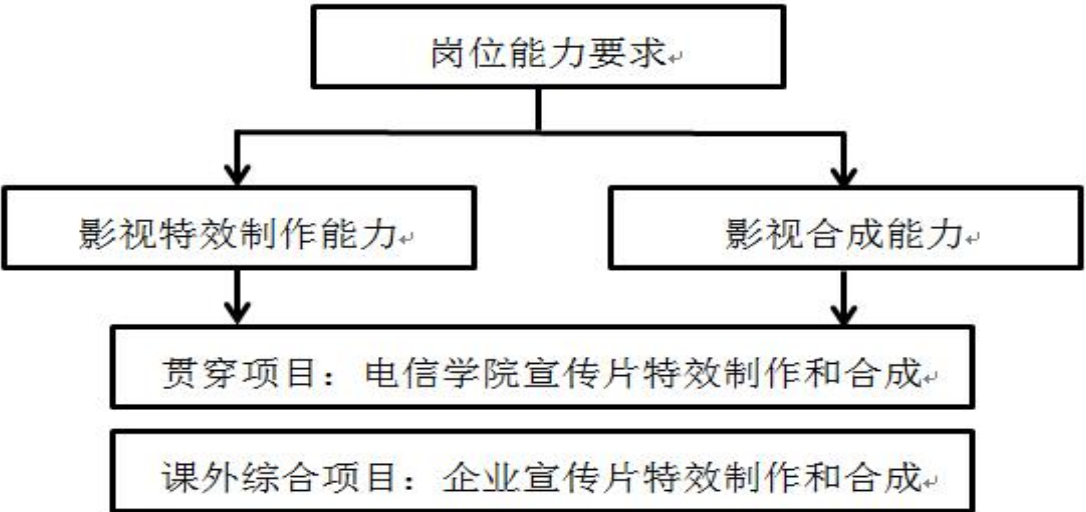 岗位能力要求
影视特效制作能力
影视合成能力
贯穿项目：电信学院宣传片特效制作和合成
课外综合项目：企业宣传片特效制作和合成